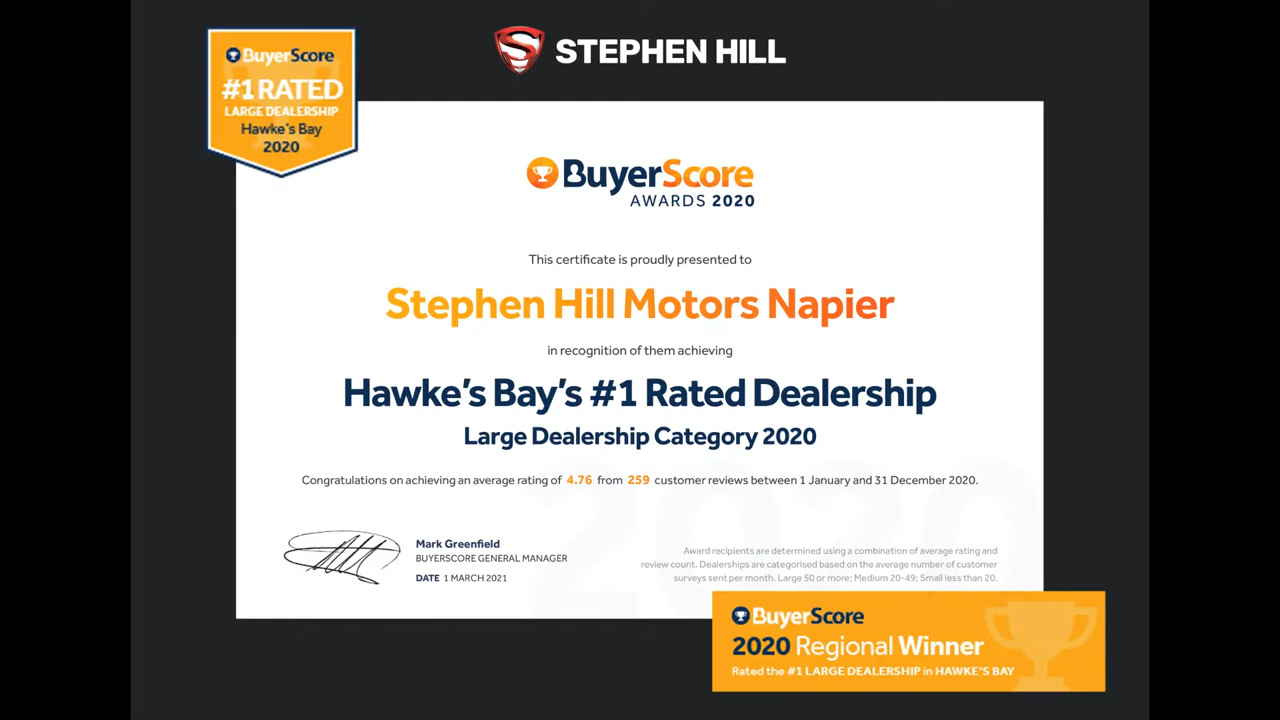 STEPHEN HILL
BuyerScore
#1 RATED
LARGE DEALERSHIP
Hawke's Bay
2020
BuyerScore
AWARDS 2020
This certificate is proudly presented to
Stephen Hill Motors Napier
in recognition of them achieving
Hawke's Bay's #1 Rated Dealership
Large Dealership Category 2020
Congratulations on achieving an average rating of 4.76 from 259 customer reviews between 1 January and 31 December 2020.
2020
Mark Greenfield
BUYERSCORE GENERAL MANAGER
DATE 1 MARCH 2021
Award recipients are determined using a combination of average rating and
review count. Dealerships are categorised based on the average number of customer
surveys sent per month. Large 50 or more; Medium 20-49; Small less than 20.
BuyerScore
2020 Regional Winner
Rated the #1 LARGE DEALERSHIP in HAWKE'S BAY